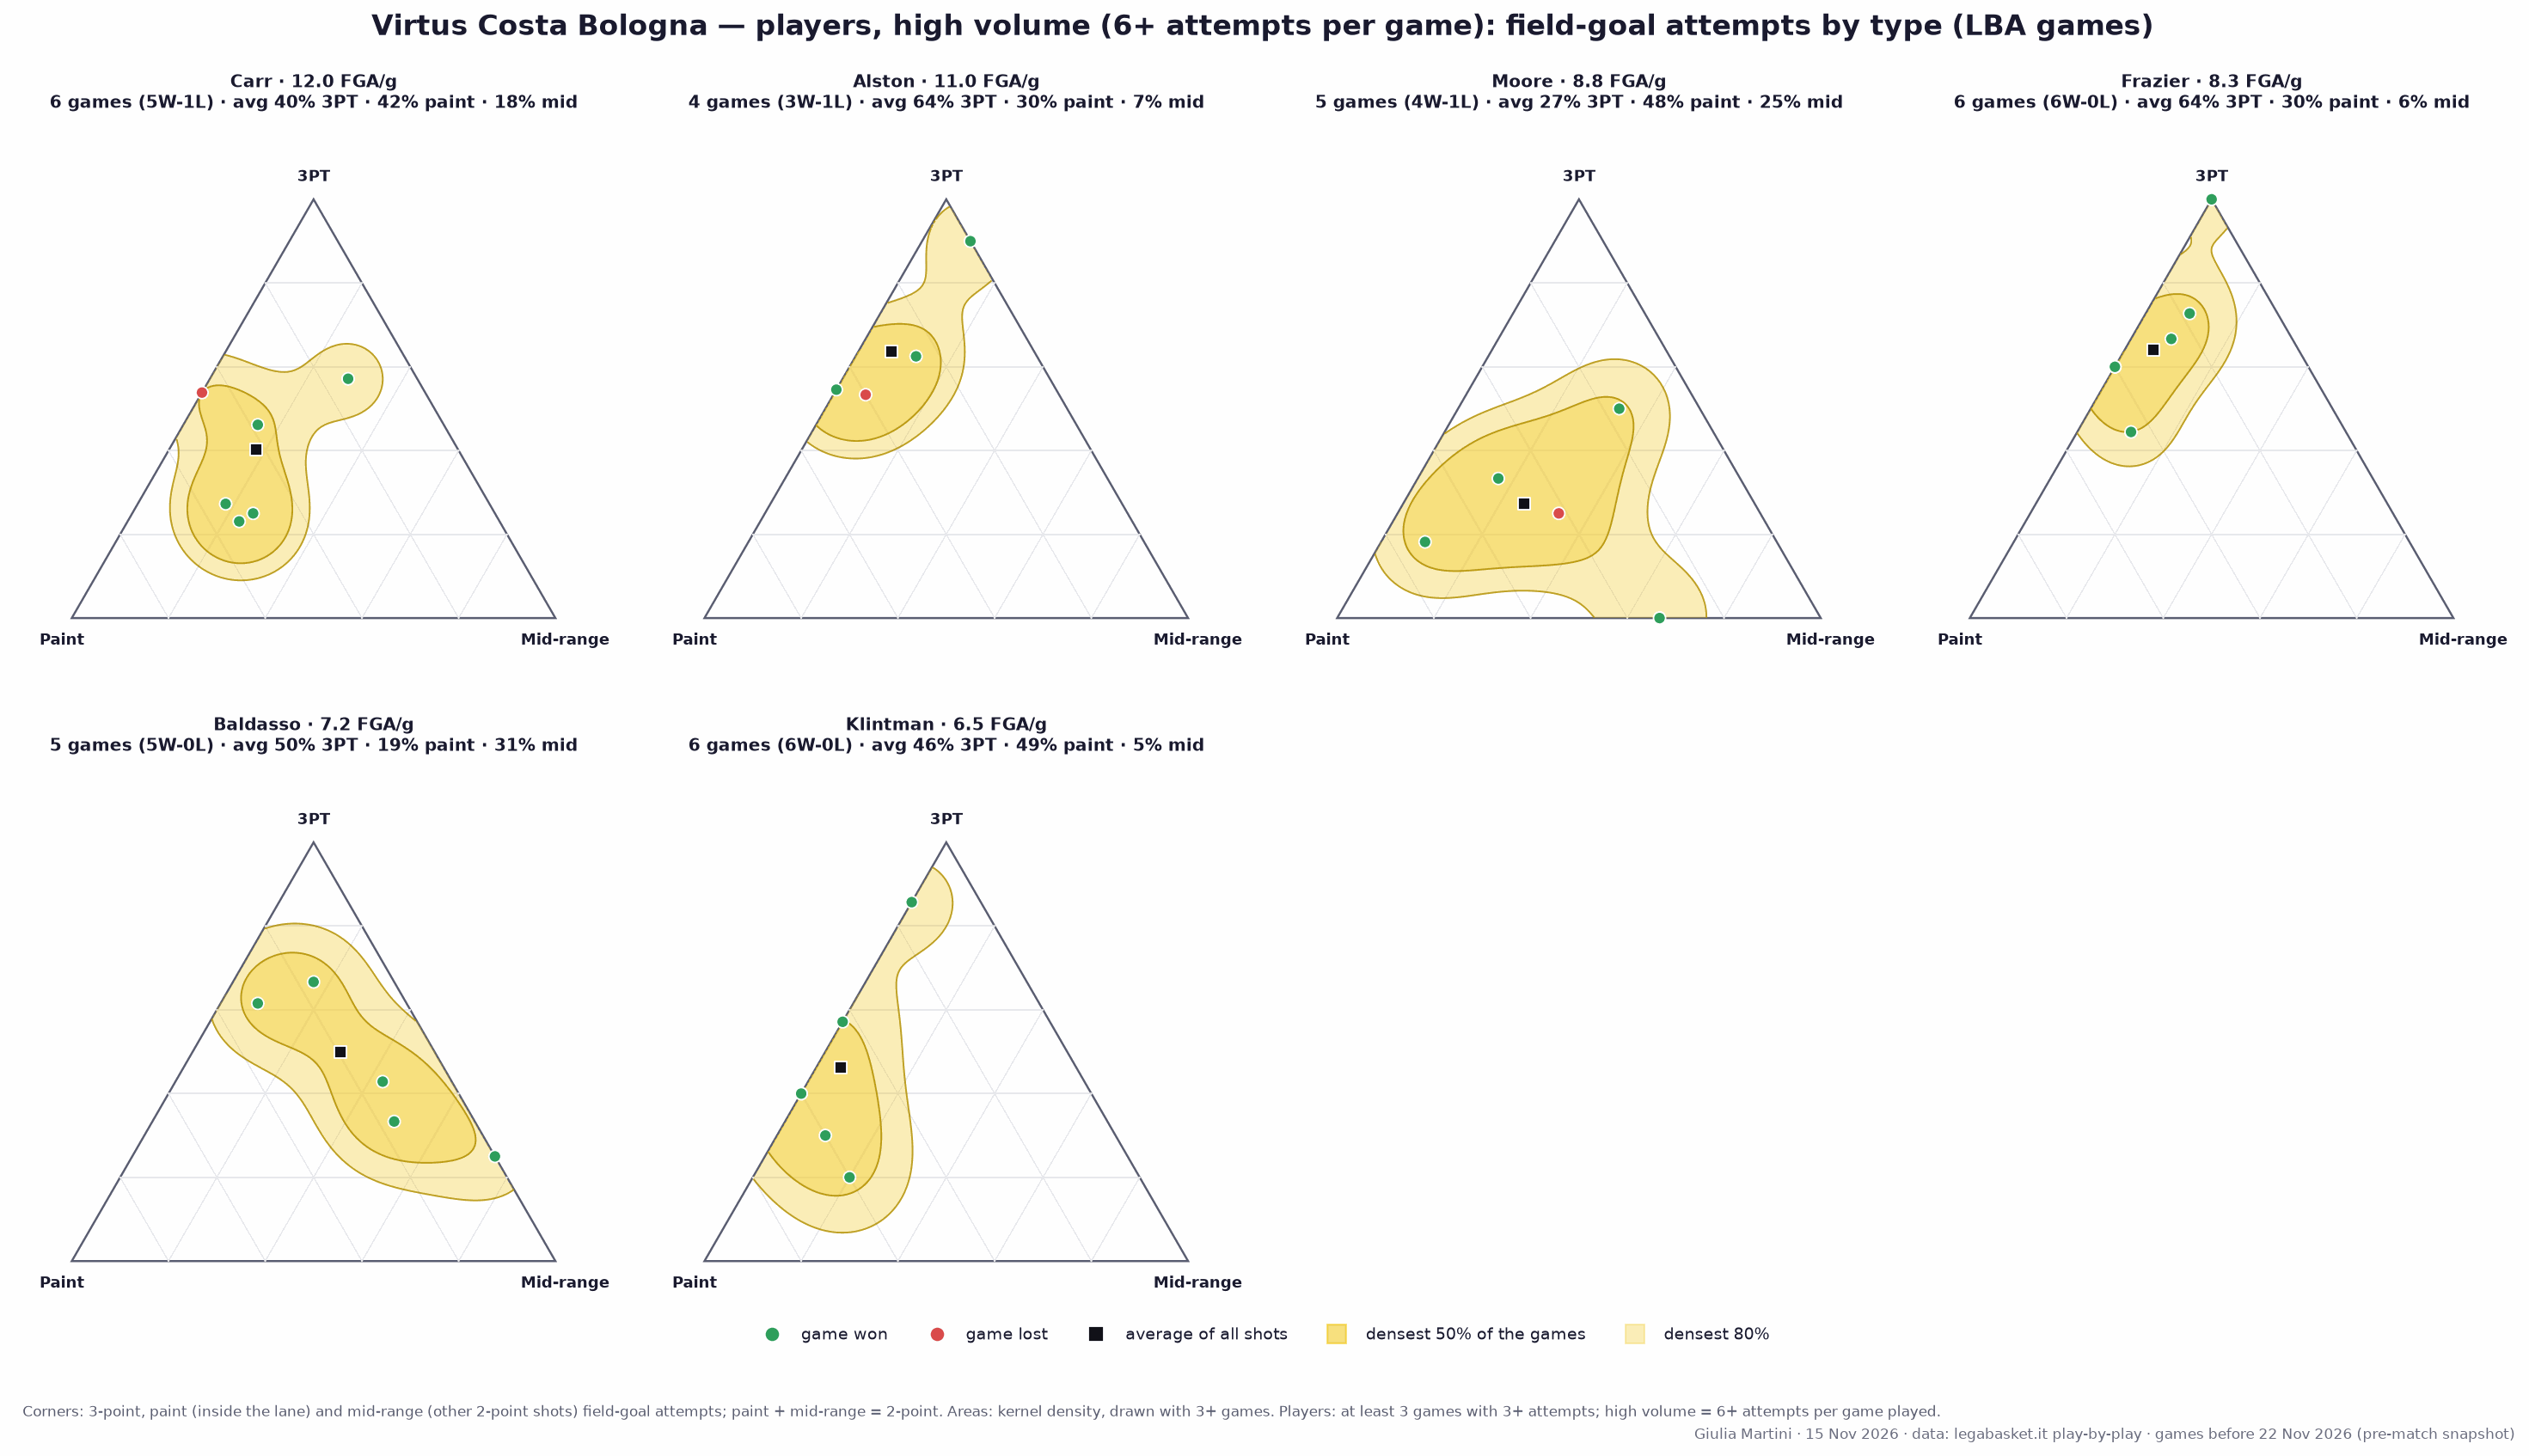 Virtus Costa Bologna — players, high volume (6+ attempts per game): field-goal attempts by type (LBA games)
Carr · 12.0 FGA/g
6 games (5W-1L) · avg 40% 3PT · 42% paint · 18% mid
Alston · 11.0 FGA/g
4 games (3W-1L) · avg 64% 3PT · 30% paint · 7% mid
Moore · 8.8 FGA/g
5 games (4W-1L) · avg 27% 3PT · 48% paint · 25% mid
Frazier · 8.3 FGA/g
6 games (6W-0L) · avg 64% 3PT · 30% paint · 6% mid
3PT
3PT
3PT
3PT
Paint
Mid-range
Paint
Mid-range
Paint
Mid-range
Paint
Mid-range
Baldasso · 7.2 FGA/g
5 games (5W-0L) · avg 50% 3PT · 19% paint · 31% mid
Klintman · 6.5 FGA/g
6 games (6W-0L) · avg 46% 3PT · 49% paint · 5% mid
3PT
3PT
Paint
Mid-range
Paint
Mid-range
game won
game lost
average of all shots
densest 50% of the games
densest 80%
Corners: 3-point, paint (inside the lane) and mid-range (other 2-point shots) field-goal attempts; paint + mid-range = 2-point. Areas: kernel density, drawn with 3+ games. Players: at least 3 games with 3+ attempts; high volume = 6+ attempts per game played.
Giulia Martini · 15 Nov 2026 · data: legabasket.it play-by-play · games before 22 Nov 2026 (pre-match snapshot)